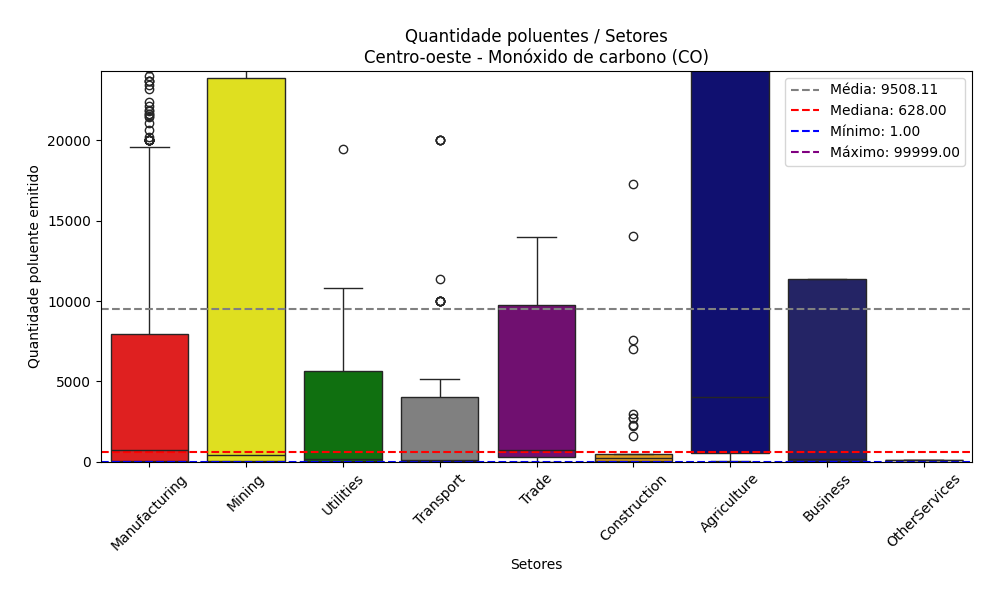 Quantidade poluentes / Setores
Centro-oeste - Monóxido de carbono (CO)
Média: 9508.11
Mediana: 628.00
Mínimo: 1.00
Máximo: 99999.00
Quantidade poluente emitido
20000
15000
10000
5000
0
Manufacturing
Mining
Utilities
Transport
Trade
Construction
Agriculture
Business
OtherServices
Setores